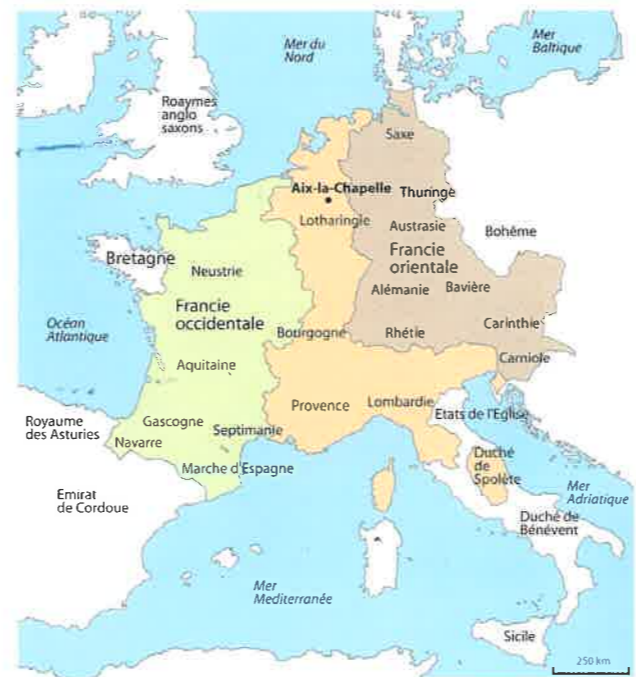 Mer du
Nord
Mer
Baltique
Roaymes
anglo
saxons
Saxe
Aix-la-Chapelle
Thuringe
Lotharingie
Austrasie
Bohême
Bretagne
Neustrie
Francie
orientale
Alémanie
Bavière
Francie
occidentale
Océan
Atlantique
Bourgogne
Rhétie
Carinthie
Carniole
Aquitaine
Provence
Lombardie
Etats de l'Eglise
Royaume
des Asturies
Gascogne
Septimanie
Navarre
Marche d'Espagne
Duché
de
Spolète
Mer
Adriatique
Emirat
de Cordoue
Duché de
Bénévent
Mer
Mediterranée
Sicile
250 km